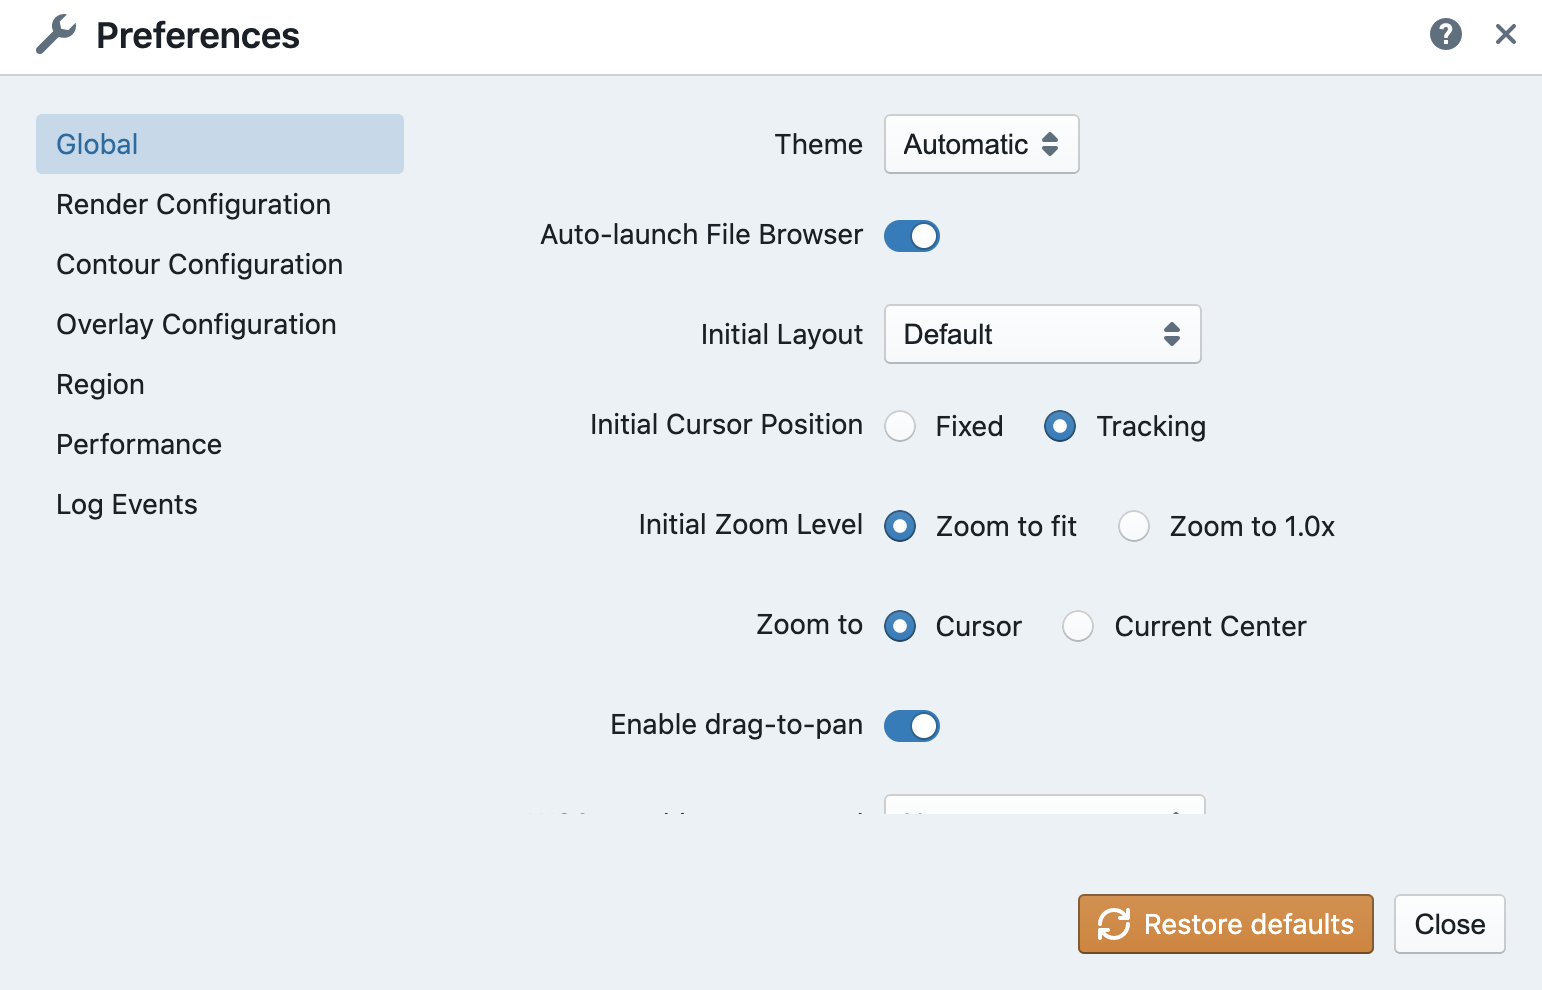 Preferences
Global
Render Configuration
Contour Configuration
Overlay Configuration
Region
Performance
Log Events
Theme Automatic
Auto-launch File Browser
Initial Layout Default
Initial Cursor Position Fixed Tracking
Initial Zoom Level Zoom to fit Zoom to 1.0x
Zoom to Cursor Current Center
Enable drag-to-pan
Restore defaults Close